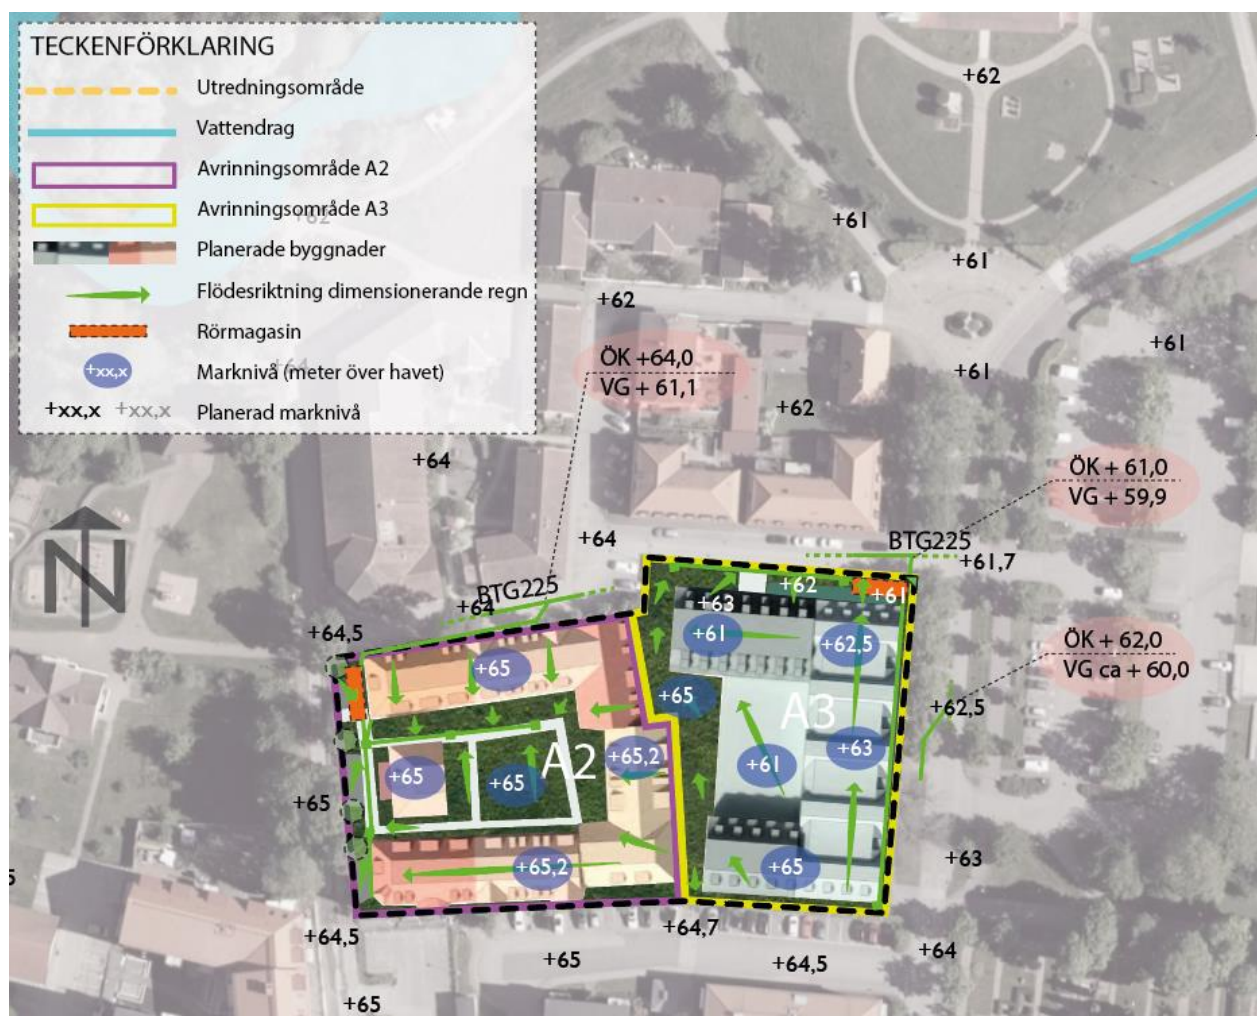 TECKENFÖRKLARING
Utredningsområde
Vattendrag
Avrinningsområde A2
Avrinningsområde A3
+62
Planerade byggnader
Flödesriktning dimensionerande regn
Rörmagasin
+xx,x Marknivå (meter över havet)
+64
+xx,x +xx,x Planerad marknivå
+62
+61
+61
+62
+61
+61
+62
ÖK +64,0
VG + 61,1
+64
ÖK + 61,0
VG + 59,9
+64
BTG225
+61,7
BTG225
+64
+62
+61
+63
+64,5
+61
+62,5
ÖK + 62,0
VG ca + 60,0
+65
+65
A3
+62,5
+65,2
A2
+63
+65
+65
+61
+65
+65,2
+65
+63
5
+64,5
+64,7
+64
+65
+64,5
+65
N